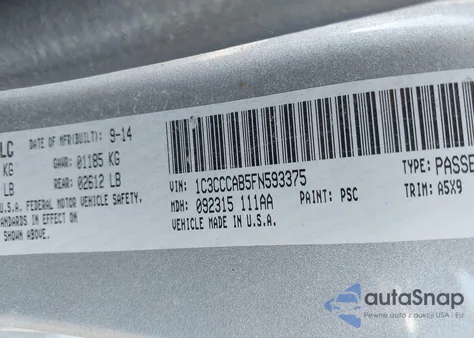 LC DATE OF MFR(BUILT): 9-14
KG GAWR: 01185 KG
LB REAR: 02612 LB
U.S.A. FEDERAL MOTOR VEHICLE SAFETY,
STANDARDS IN EFFECT ON
SHOWN ABOVE.
VIN: 1C3CCCAB5FN593375
TYPE: PASSE
MDH: 092315 111AA PAINT: PSC TRIM: A5X9
VEHICLE MADE IN U.S.A.
autoSnap
Pewne auto z aukcji USA i EU